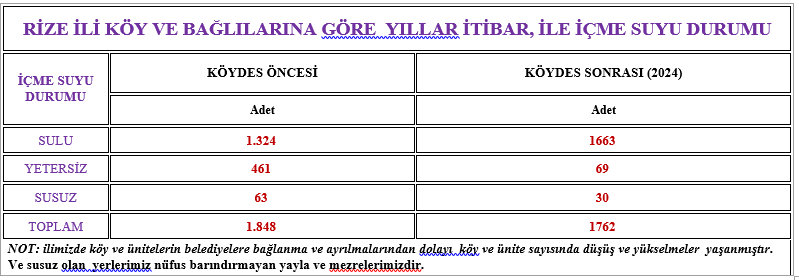 RİZE İLİ KÖY VE BAĞLILARINA GÖRE YILLAR İTİBAR, İLE İÇME SUYU DURUMU
İÇME SUYU DURUMU
KÖYDES ÖNCESİ
KÖYDES SONRASI (2024)
Adet
Adet
SULU 1.324 1663
YETERSİZ 461 69
SUSUZ 63 30
TOPLAM 1.848 1762
NOT: ilimizde köy ve ünitelerin belediyelere bağlanma ve ayrılmalarından dolayı köy ve ünite sayısında düşüş ve yükselmeler yaşanmıştır.
Ve susuz olan yerlerimiz nüfus barındırmayan yayla ve mezrelerimizdir.